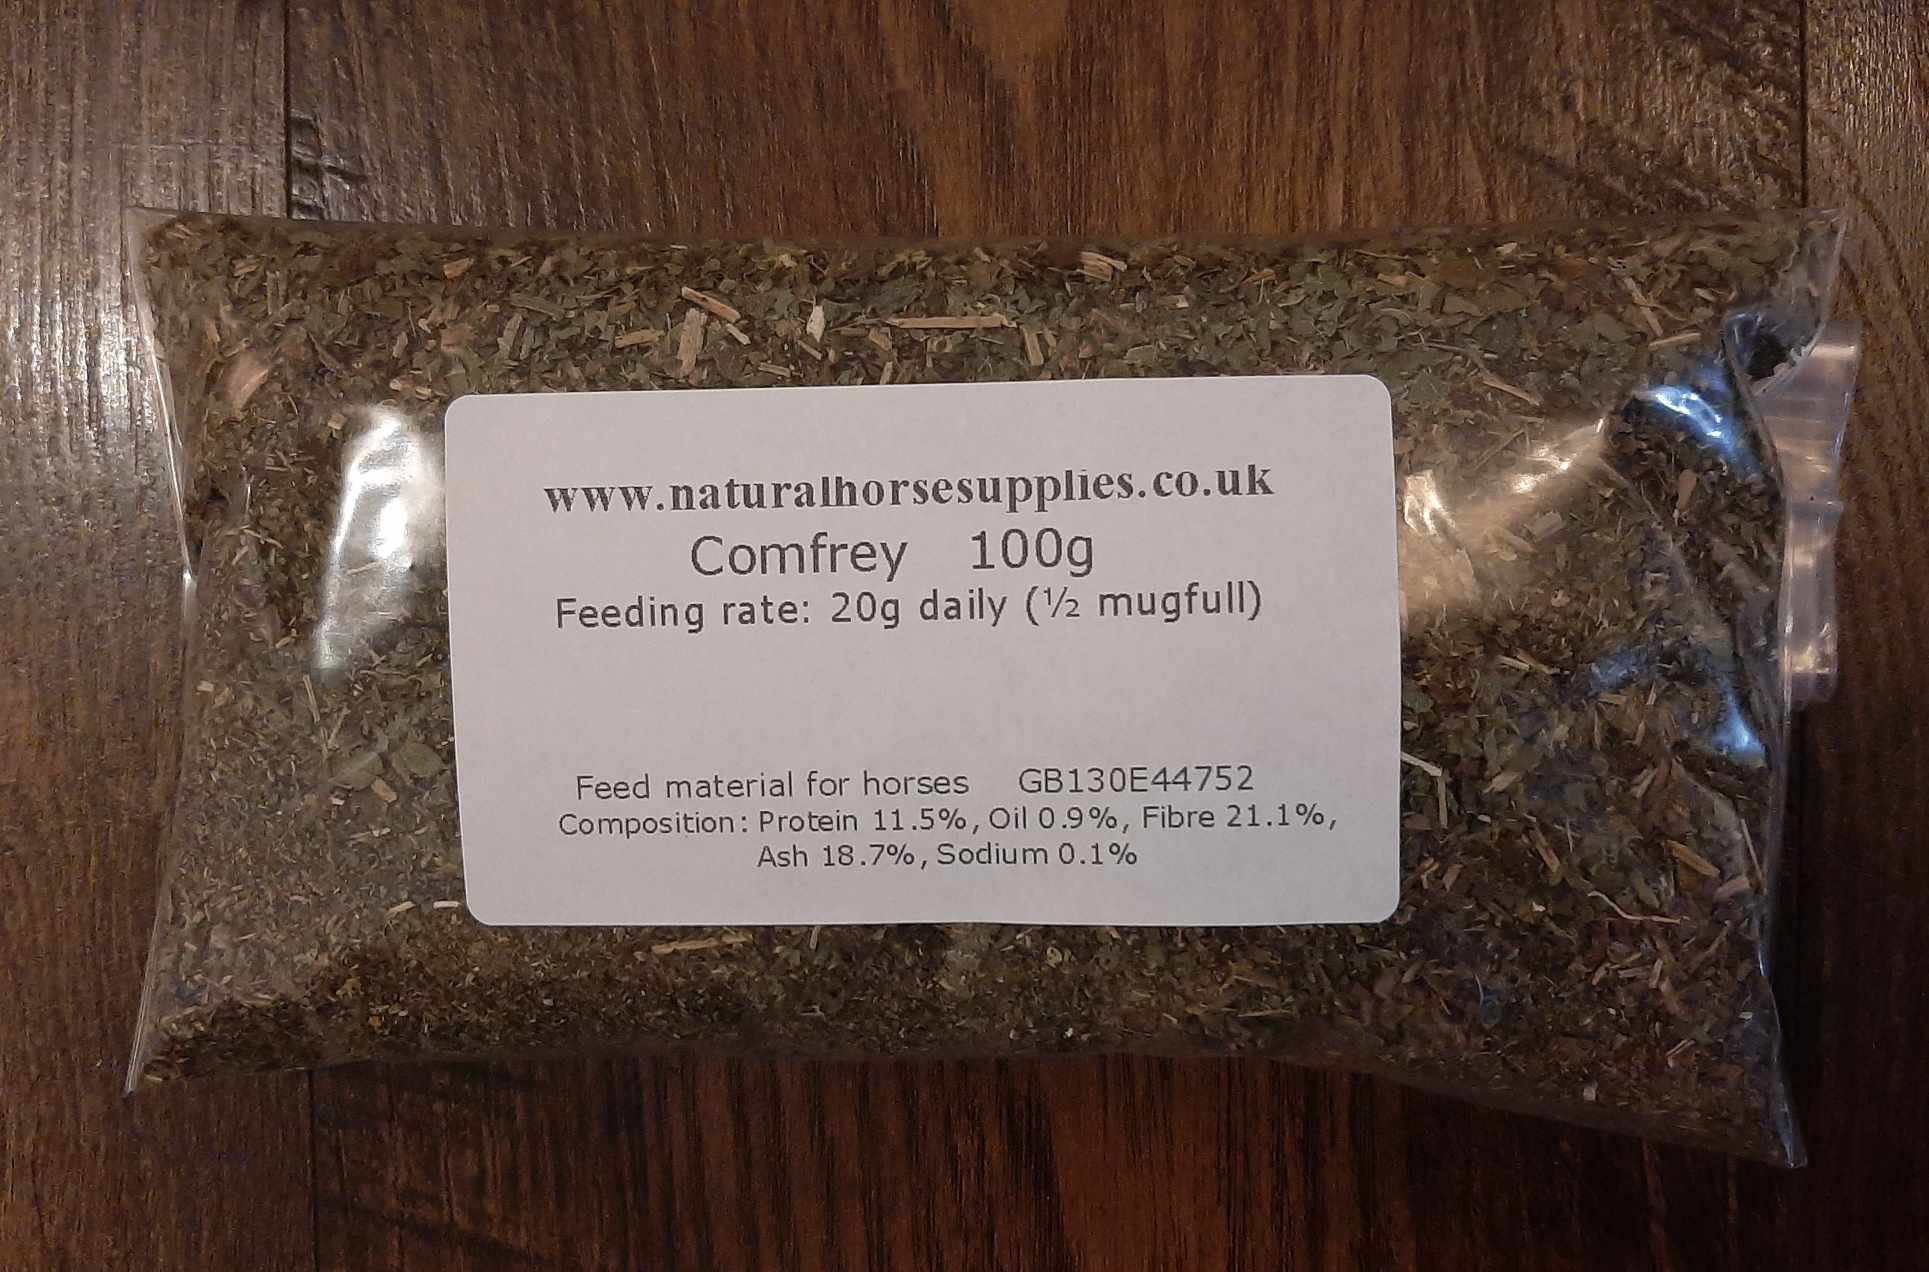 www.naturalhorsesupplies.co.uk
Comfrey 100g
Feeding rate: 20g daily (½ mugfull)
Feed material for horses GB130E44752
Composition: Protein 11.5%, Oil 0.9%, Fibre 21.1%,
Ash 18.7%, Sodium 0.1%